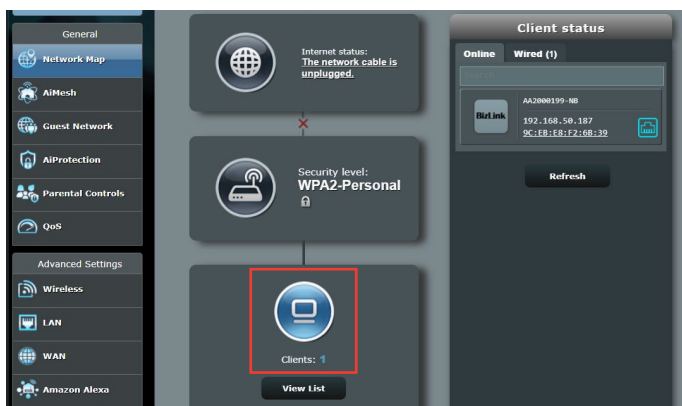 General
Network Map
AiMesh
Guest Network
AiProtection
Parental Controls
QoS
Advanced Settings
Wireless
LAN
WAN
Amazon Alexa
Internet status:
The network cable is
unplugged.
Security level:
WPA2-Personal
Clients: 1
View List
Client status
Online Wired (1)
Search
BizLink
AA2000199-NB
192.168.50.187
9C:EB:E8:F2:6B:39
Refresh